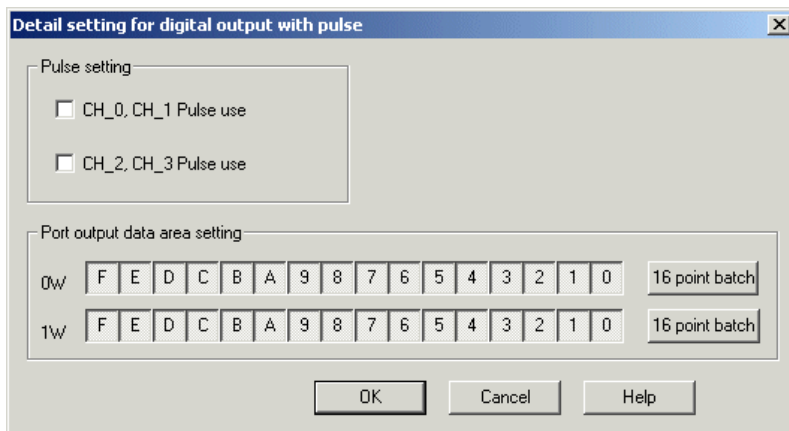 Detail setting for digital output with pulse
Pulse setting
CH_0, CH_1 Pulse use
CH_2, CH_3 Pulse use
Port output data area setting
0W F E D C B A 9 8 7 6 5 4 3 2 1 0 16 point batch
1W F E D C B A 9 8 7 6 5 4 3 2 1 0 16 point batch
OK Cancel Help